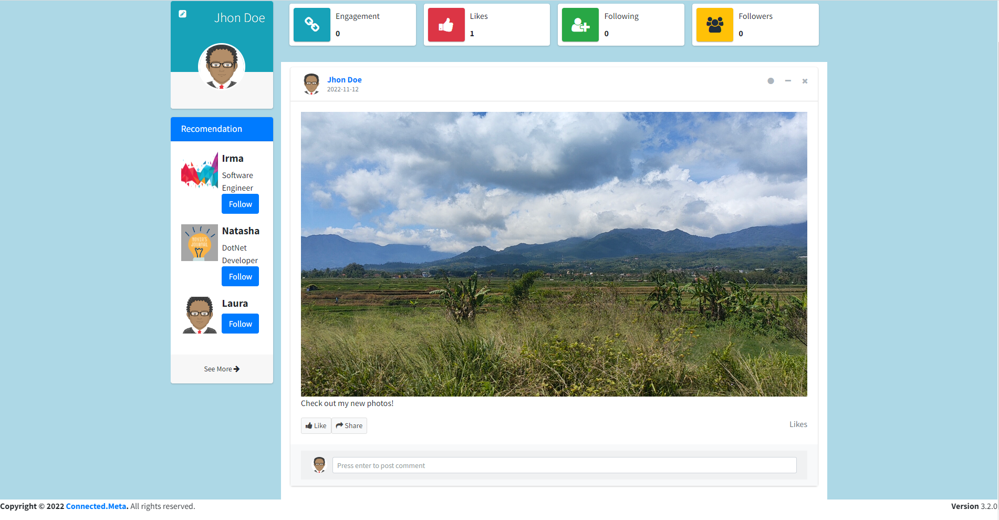 Jhon Doe
Engagement
0
Likes
1
Following
0
Followers
0
Recomendation
Irma
Software
Engineer
Follow
NOVIA'S
JOURNAL
Natasha
DotNet
Developer
Follow
Laura
Follow
See More
Jhon Doe
2022-11-12
Check out my new photos!
Like
Share
Likes
Press enter to post comment
Copyright © 2022 Connected.Meta. All rights reserved.
Version 3.2.0